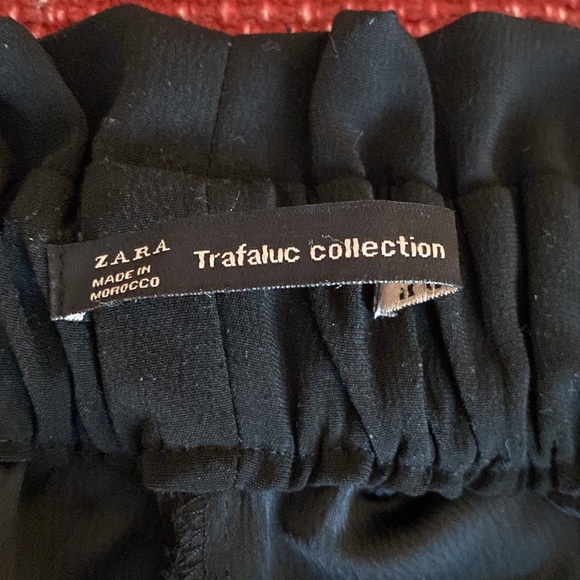 ZARA
MADE IN
MOROCCO
Trafaluc collection